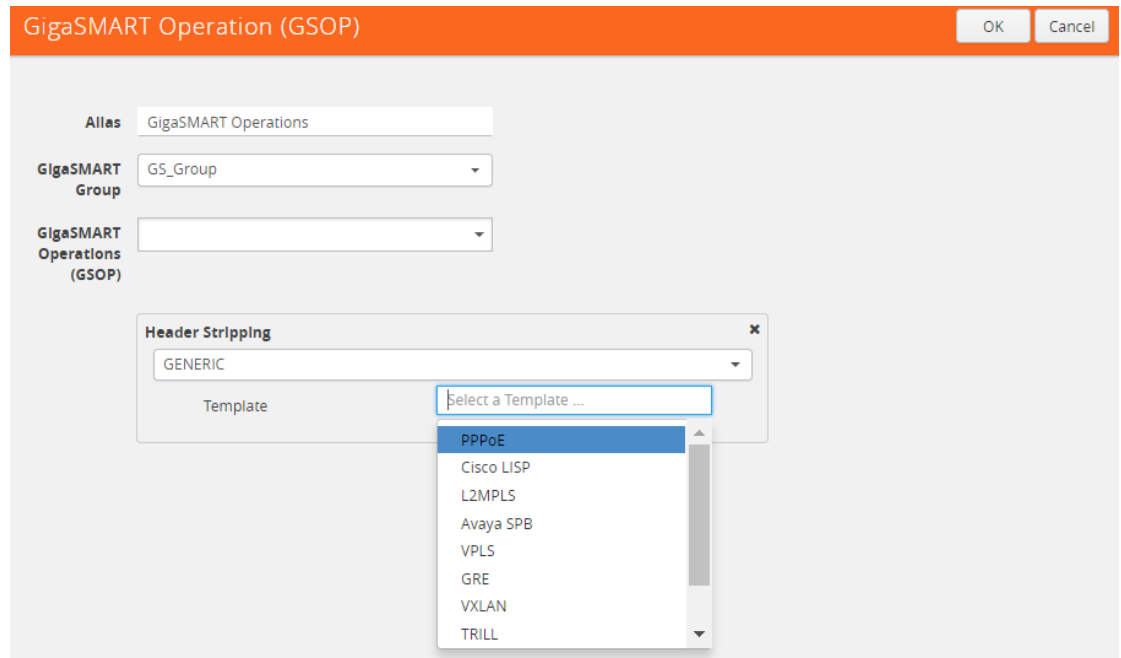 GigaSMART Operation (GSOP)
OK
Cancel
Alias
GigaSMART Operations
GigaSMART
Group
GS_Group
GigaSMART
Operations
(GSOP)
Header Stripping
GENERIC
Template
Select a Template ...
PPPoE
Cisco LISP
L2MPLS
Avaya SPB
VPLS
GRE
VXLAN
TRILL